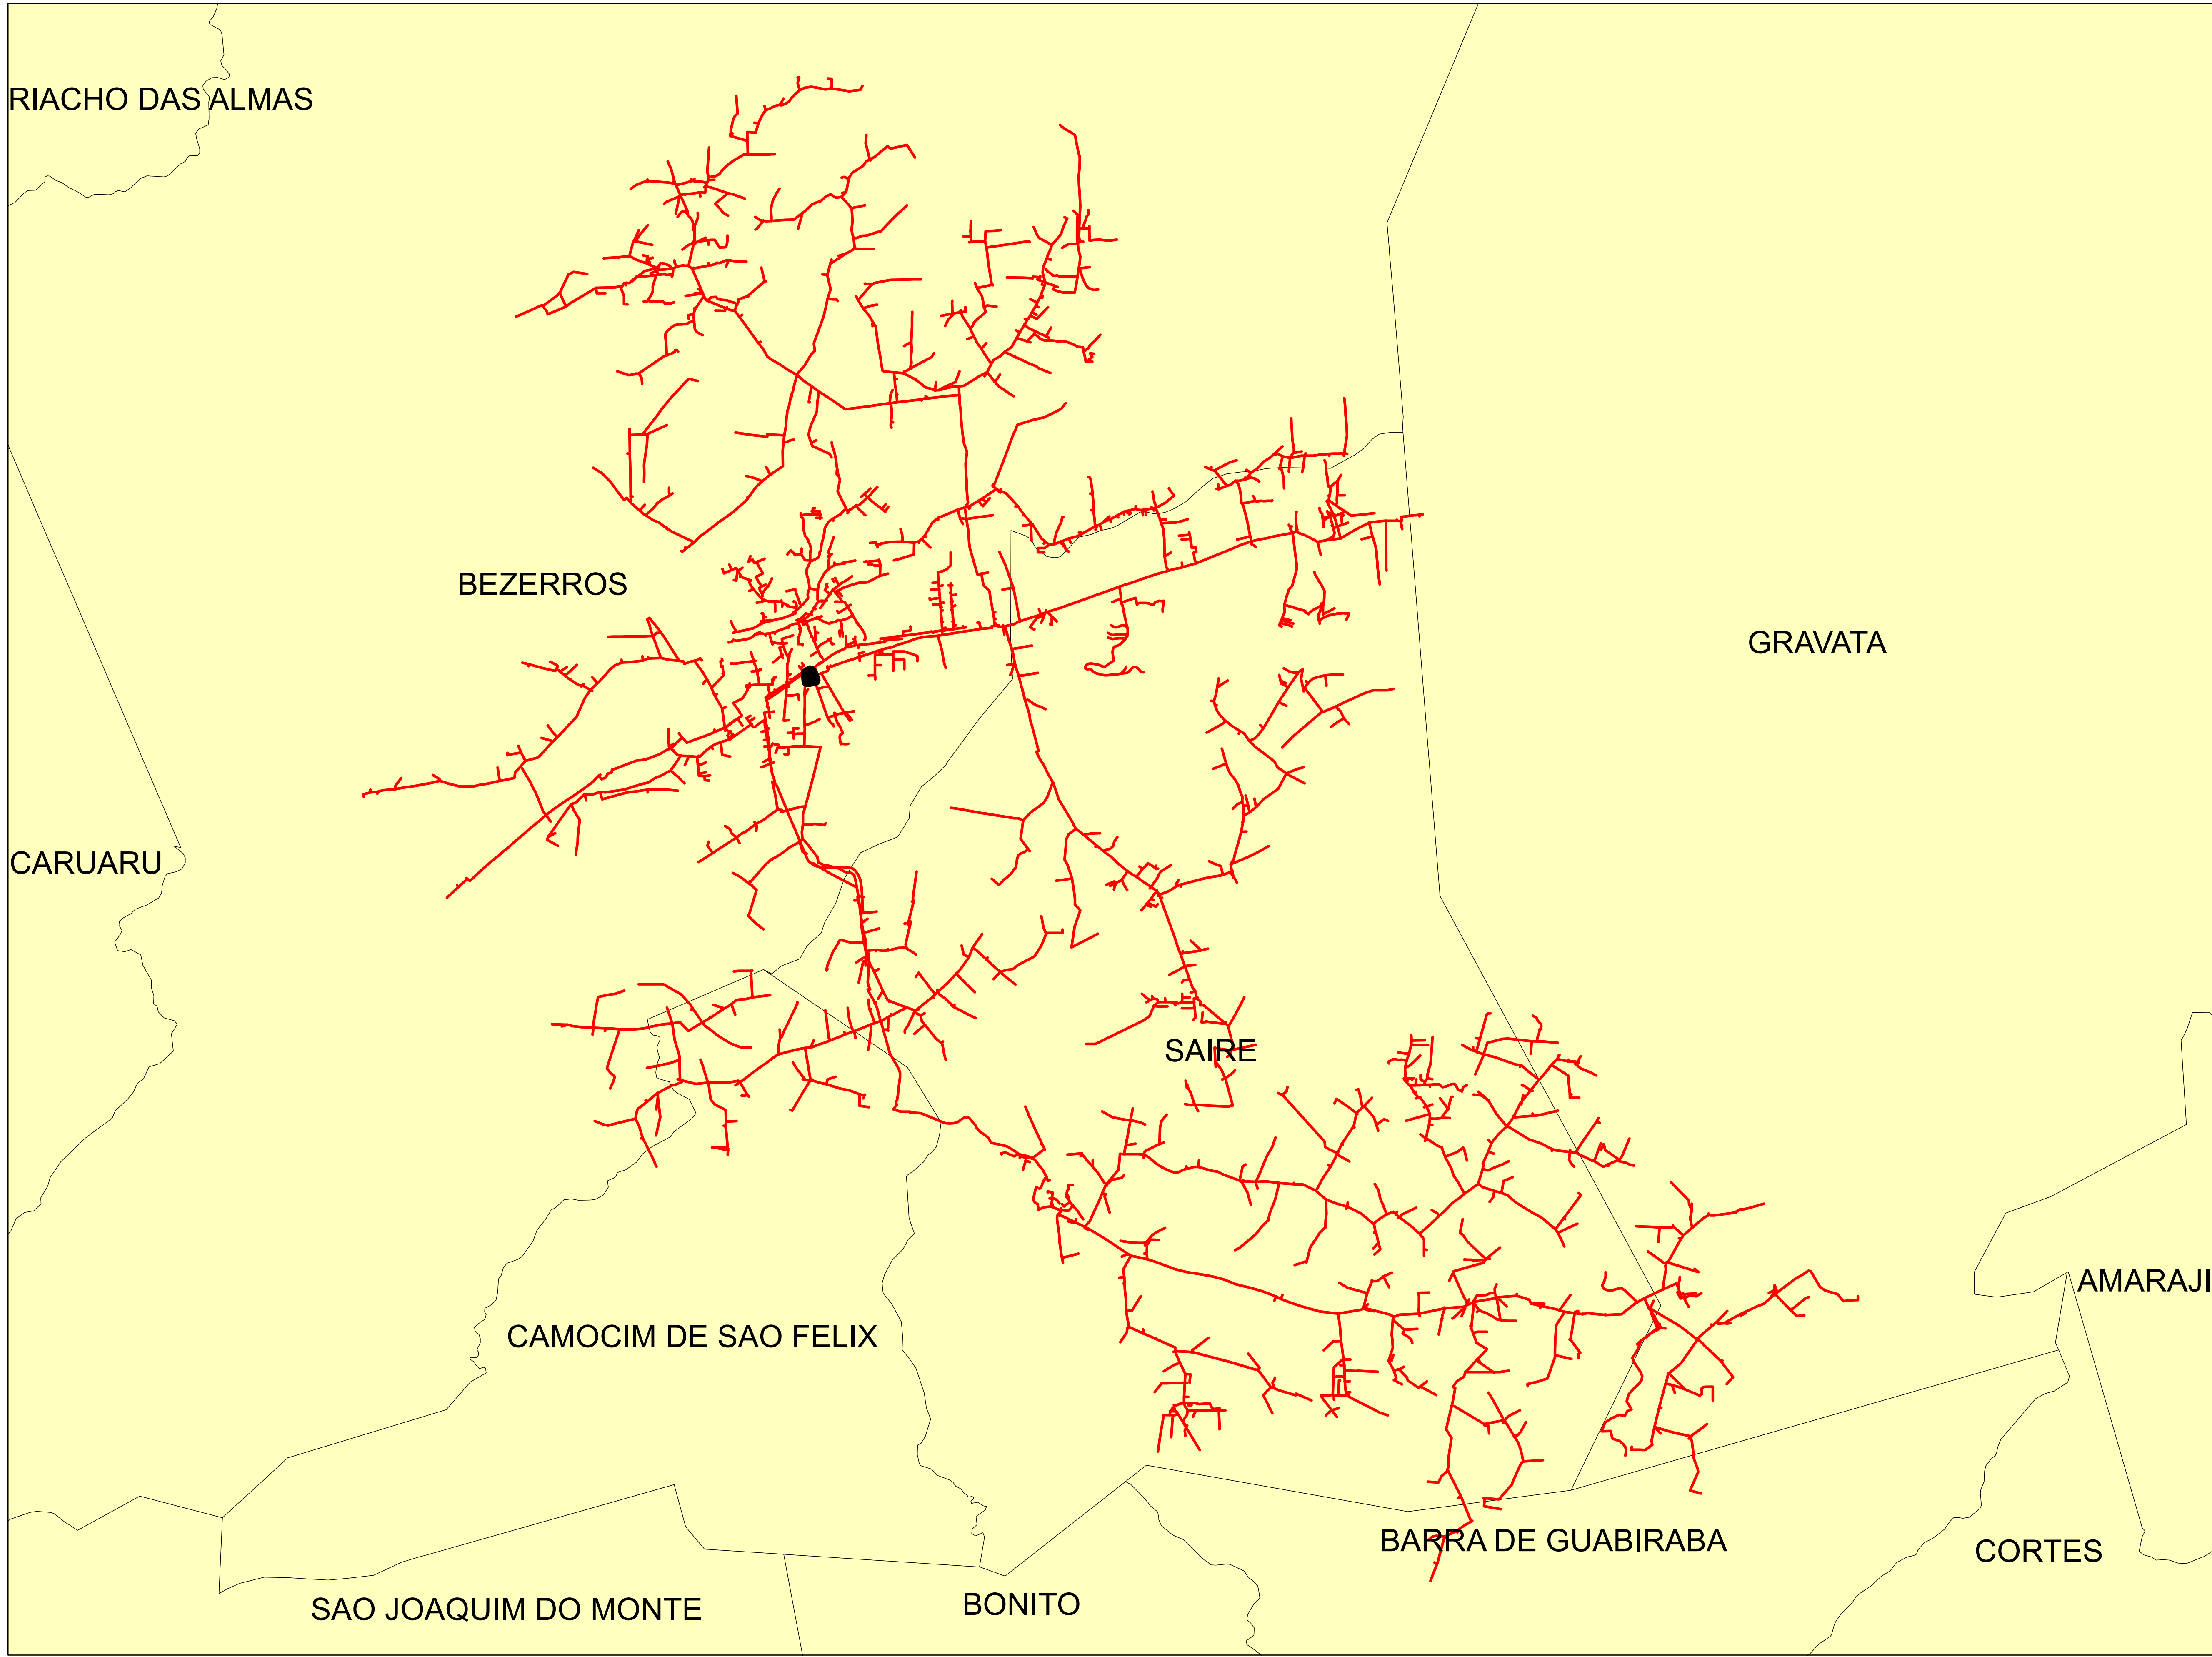 RIACHO DAS ALMAS
BEZERROS
GRAVATA
CARUARU
SAIRE
AMARAJI
CAMOCIM DE SAO FELIX
BARRA DE GUABIRABA
CORTES
SAO JOAQUIM DO MONTE
BONITO